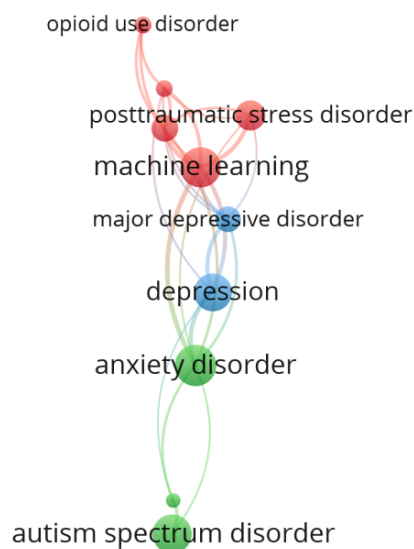 opioid use disorder
posttraumatic stress disorder
machine learning
major depressive disorder
depression
anxiety disorder
autism spectrum disorder